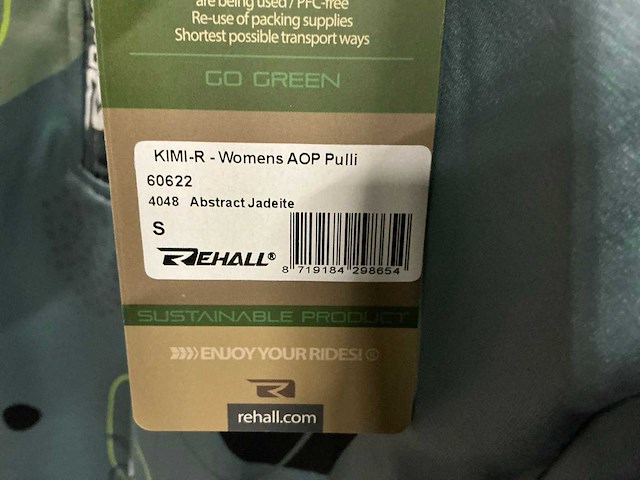 are being used / PFC-free
Re-use of packing supplies
Shortest possible transport ways
GO GREEN
KIMI-R - Womens AOP Pulli
60622
4048 Abstract Jadeite
S
REHALL®
8 719184 298654
SUSTAINABLE PRODUCT
ENJOY YOUR RIDES! ®
rehall.com